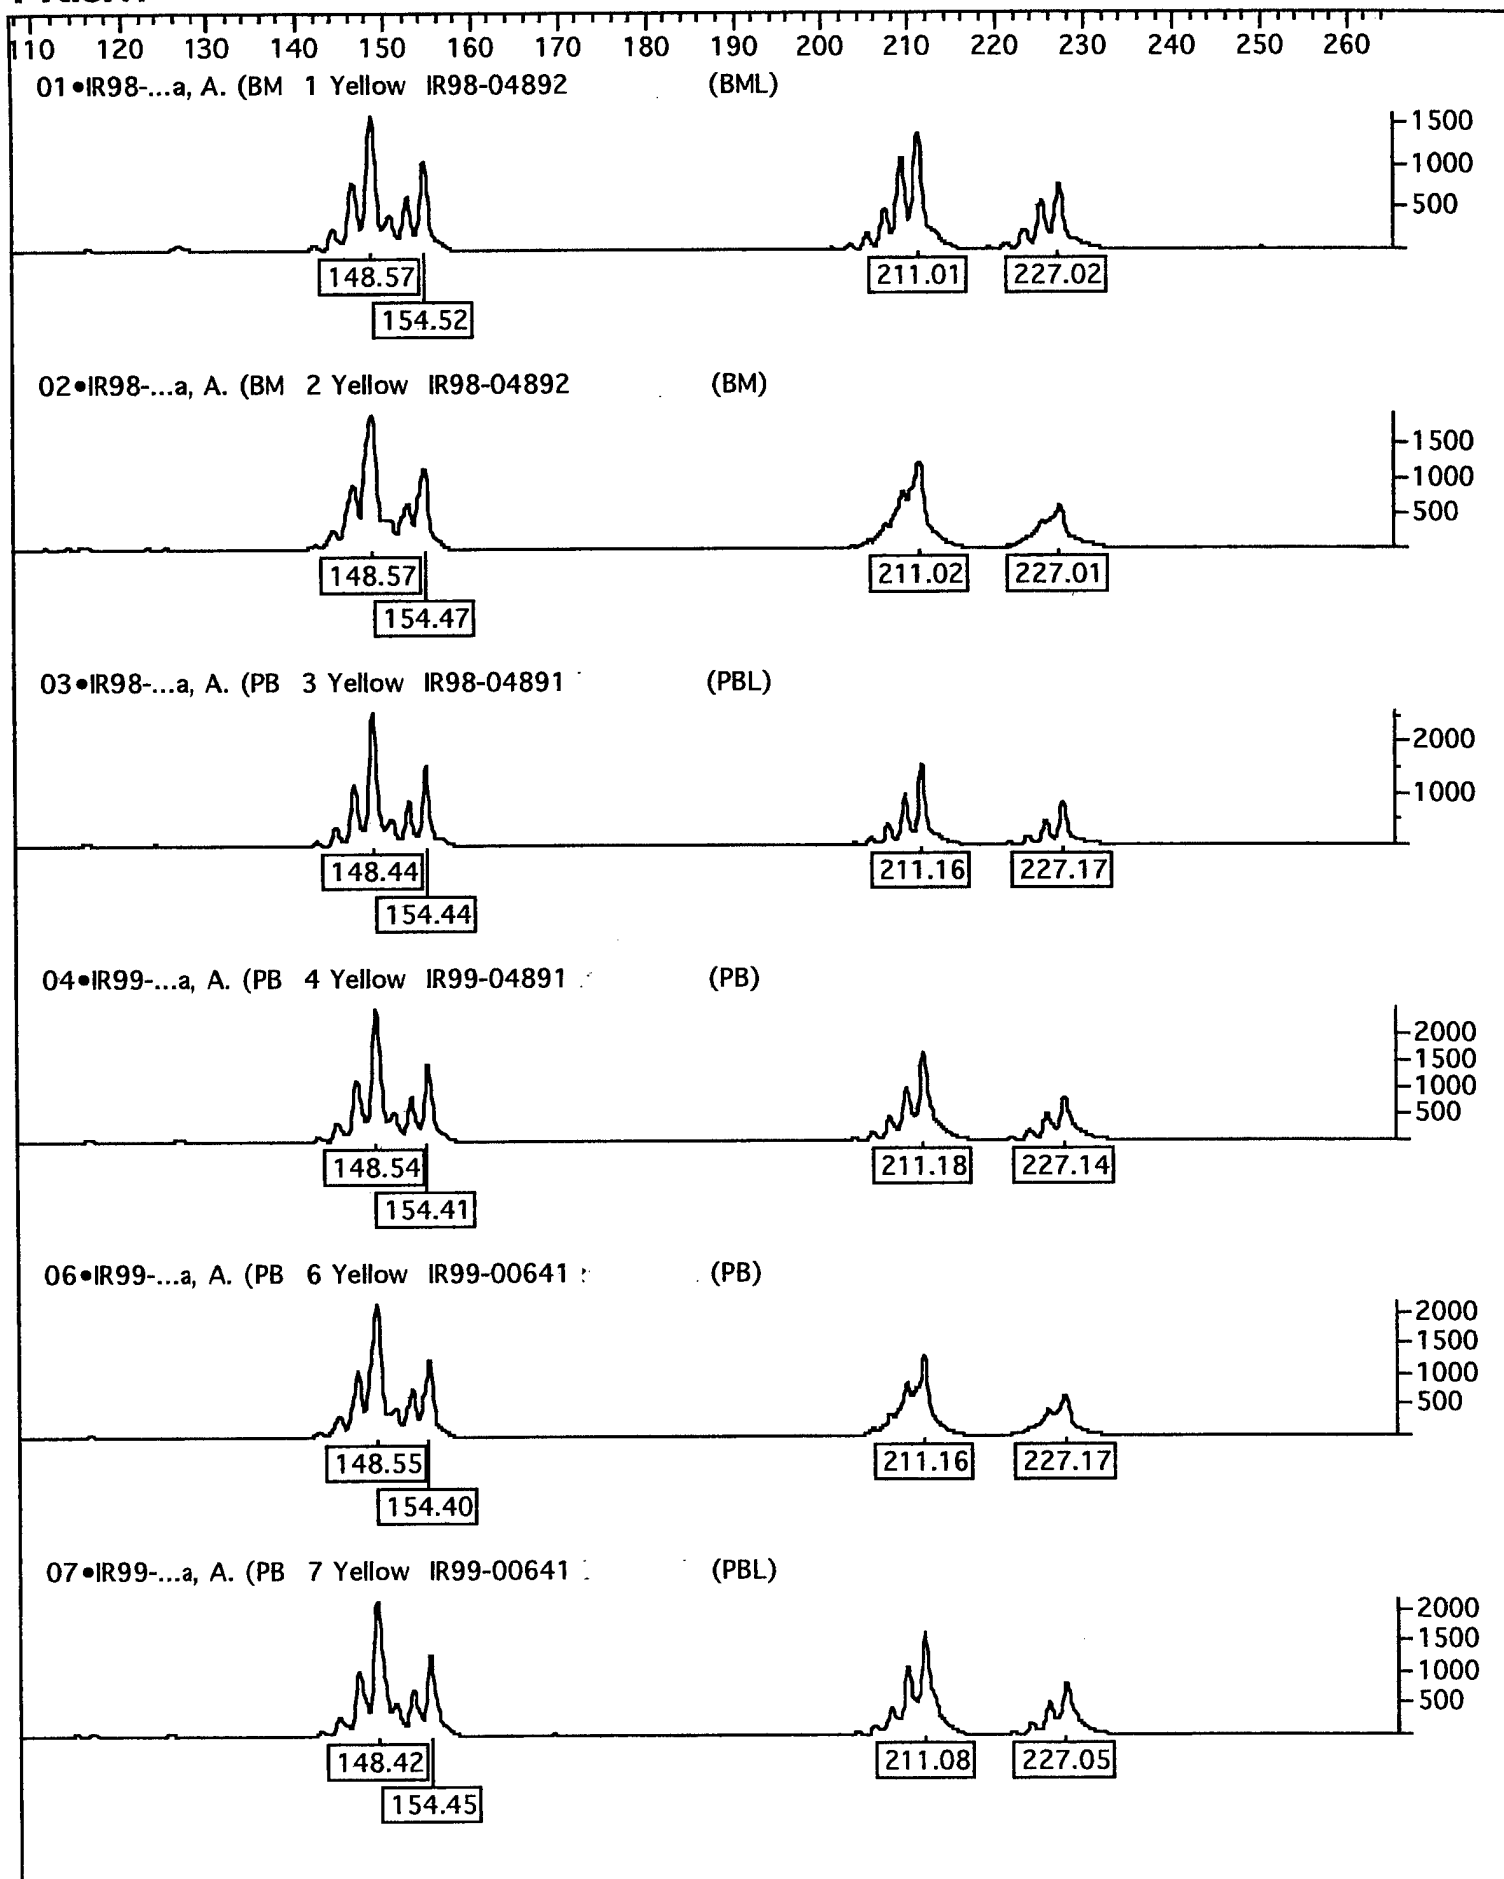 110 120 130 140 150 160 170 180 190 200 210 220 230 240 250 260
01•IR98-...a, A. (BM 1 Yellow IR98-04892 (BML)
1500
1000
500
148.57 211.01 227.02
154.52
02•IR98-...a, A. (BM 2 Yellow IR98-04892 (BM)
1500
1000
500
148.57 211.02 227.01
154.47
03•IR98-...a, A. (PB 3 Yellow IR98-04891 (PBL)
2000
1000
148.44 211.16 227.17
154.44
04•IR99-...a, A. (PB 4 Yellow IR99-04891 (PB)
2000
1500
1000
500
148.54 211.18 227.14
154.41
06•IR99-...a, A. (PB 6 Yellow IR99-00641 (PB)
2000
1500
1000
500
148.55 211.16 227.17
154.40
07•IR99-...a, A. (PB 7 Yellow IR99-00641 (PBL)
2000
1500
1000
500
148.42 211.08 227.05
154.45